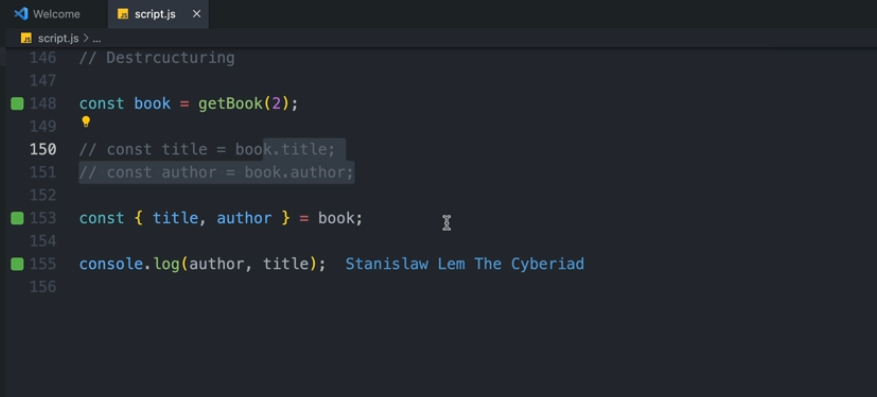 Welcome
script.js
script.js > ...
146 // Destrcucturing
147
148 const book = getBook(2);
149
150 // const title = book.title;
151 // const author = book.author;
152
153 const { title, author } = book;
154
155 console.log(author, title); Stanislaw Lem The Cyberiad
156